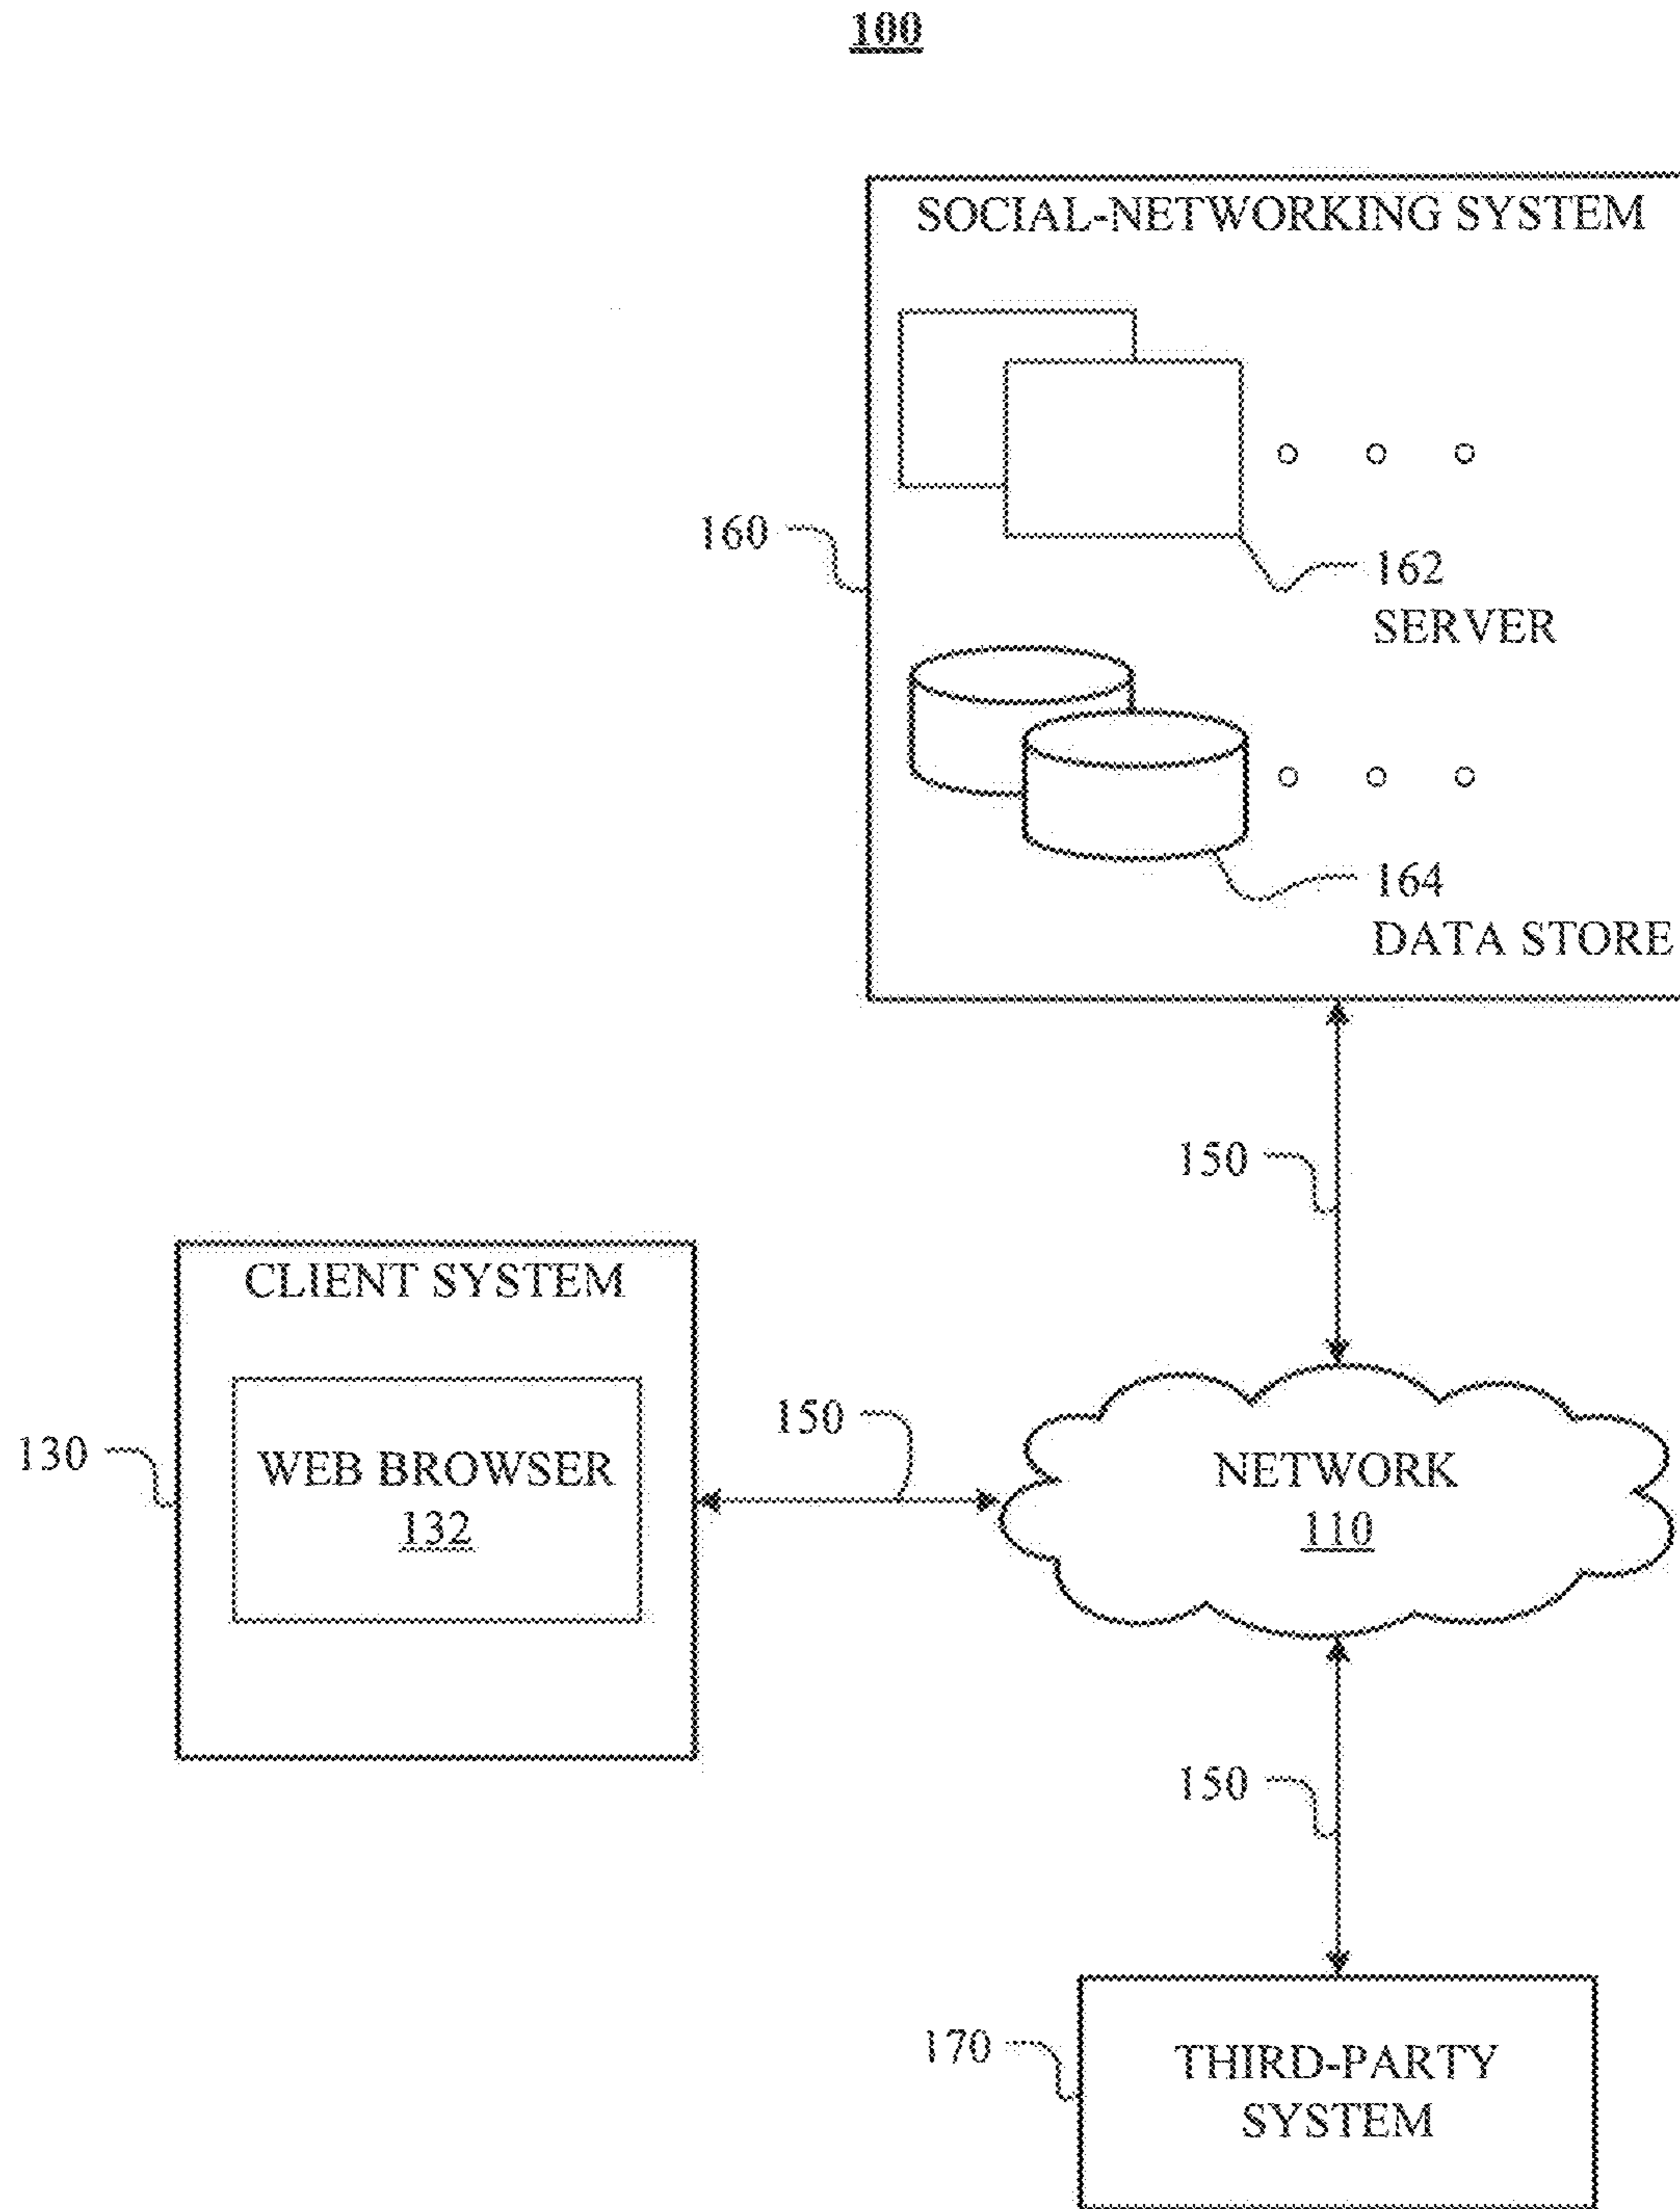 100
SOCIAL-NETWORKING SYSTEM
160
162
SERVER
164
DATA STORE
150
CLIENT SYSTEM
130
WEB BROWSER
132
150
NETWORK
110
150
170
THIRD-PARTY
SYSTEM